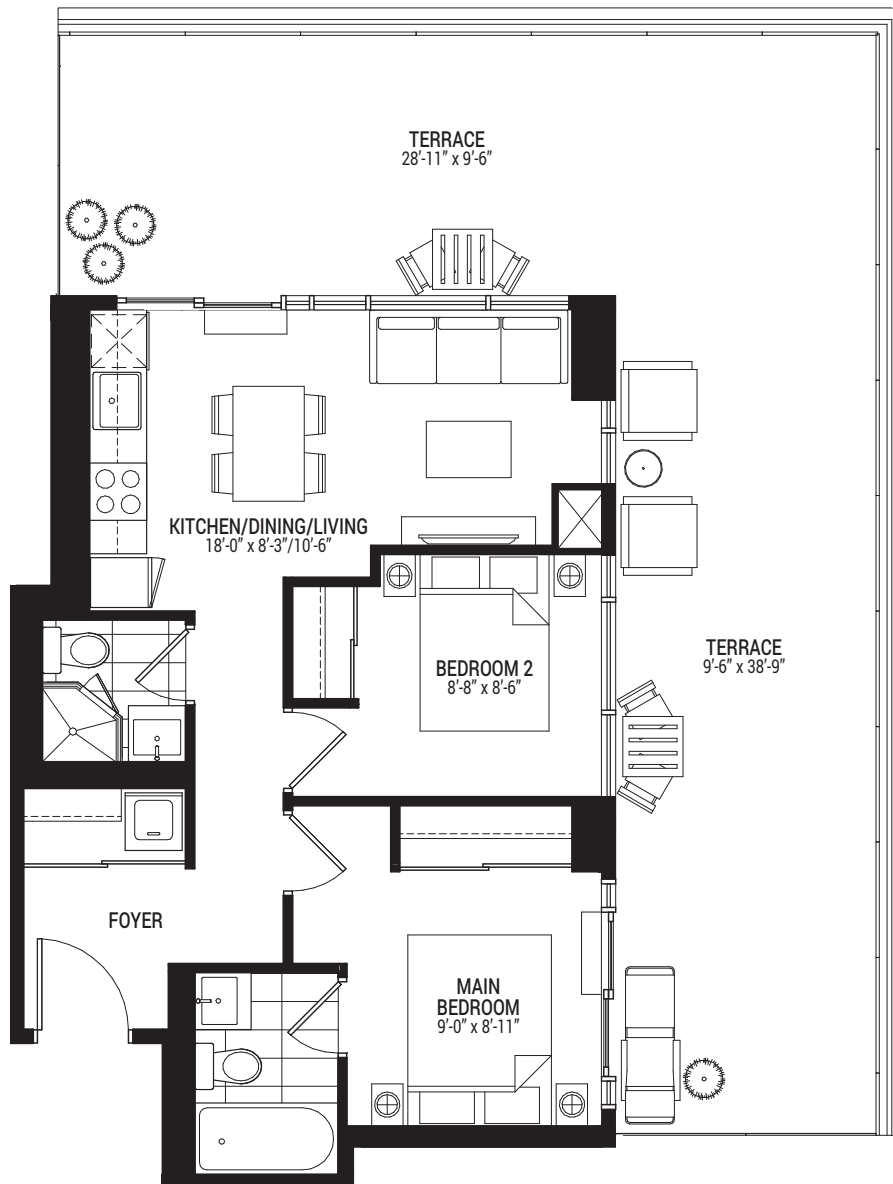 TERRACE
28'-11" x 9'-6"
KITCHEN/DINING/LIVING
18'-0" x 8'-3"/10'-6"
BEDROOM 2
8'-8" x 8'-6"
TERRACE
9'-6" x 38'-9"
FOYER
MAIN
BEDROOM
9'-0" x 8'-11"